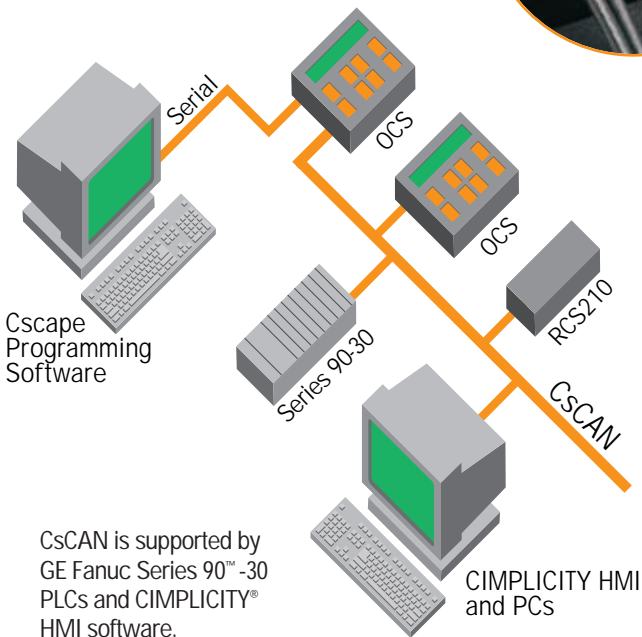 Serial
OCS
OCS
RCS210
Cscape
Programming
Software
Series 90-30
CsCAN
CsCAN is supported by
GE Fanuc Series 90™-30
PLCs and CIMPLICITY®
HMI software.
CIMPLICITY HMI
and PCs